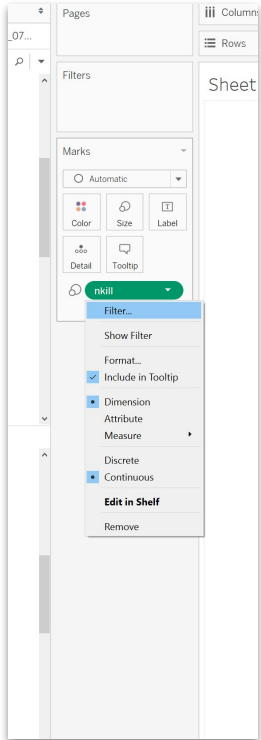 Pages
iii Columns
_07...
Rows
Filters
Sheet
Marks
Automatic
Color
Size
Label
Detail
Tooltip
nkill
Filter...
Show Filter
Format...
Include in Tooltip
Dimension
Attribute
Measure
Discrete
Continuous
Edit in Shelf
Remove